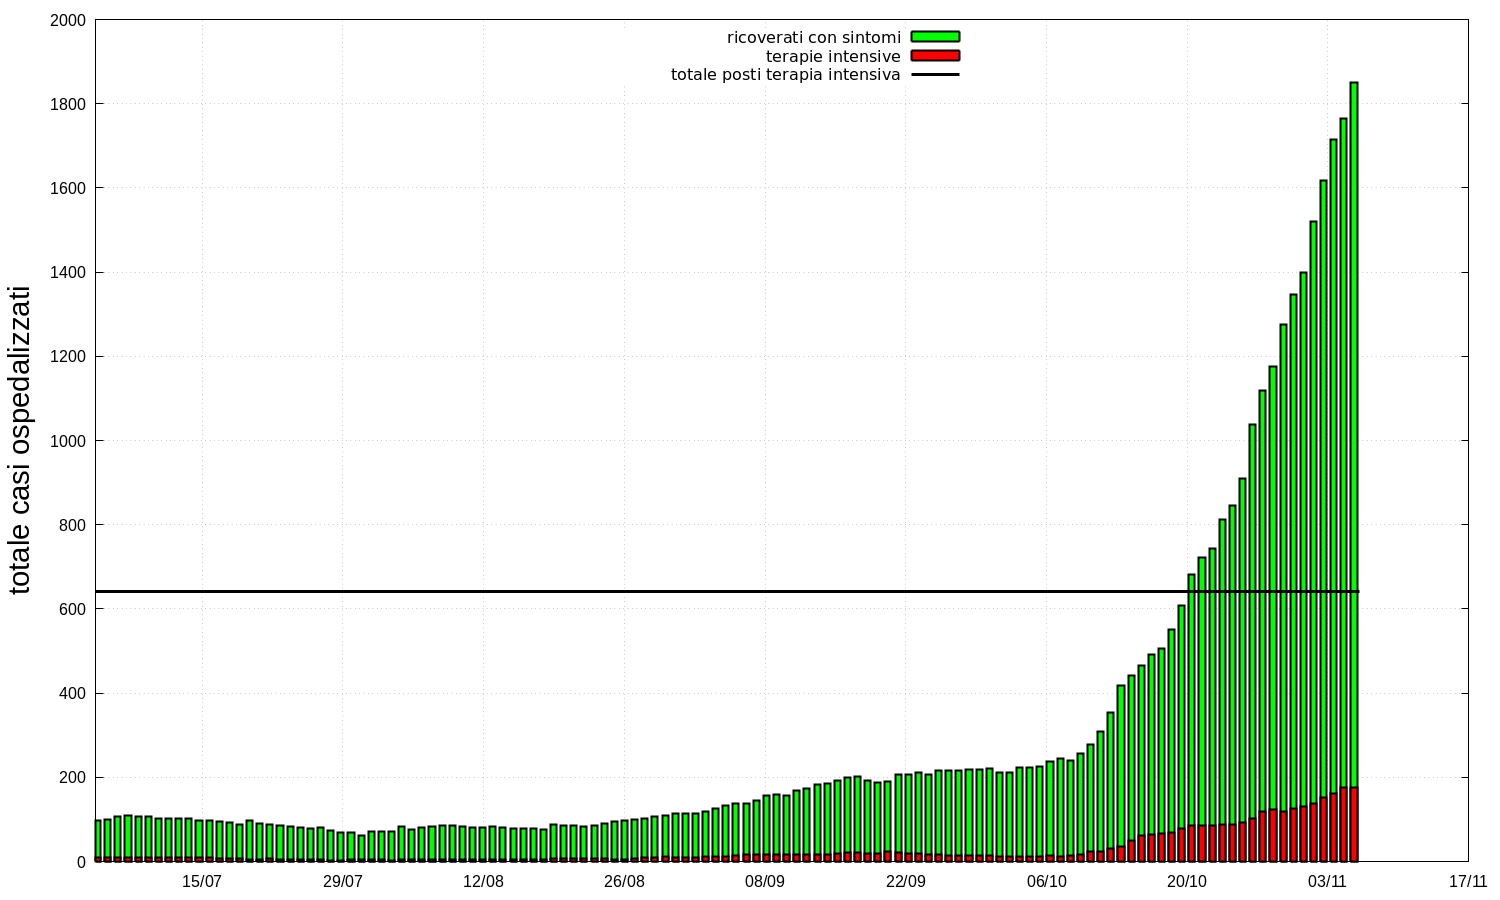 ricoverati con sintomi
terapie intensive
totale posti terapia intensiva
totale casi ospedalizzati
2000
1800
1600
1400
1200
1000
800
600
400
200
0
15/07 29/07 12/08 26/08 08/09 22/09 06/10 20/10 03/11 17/11